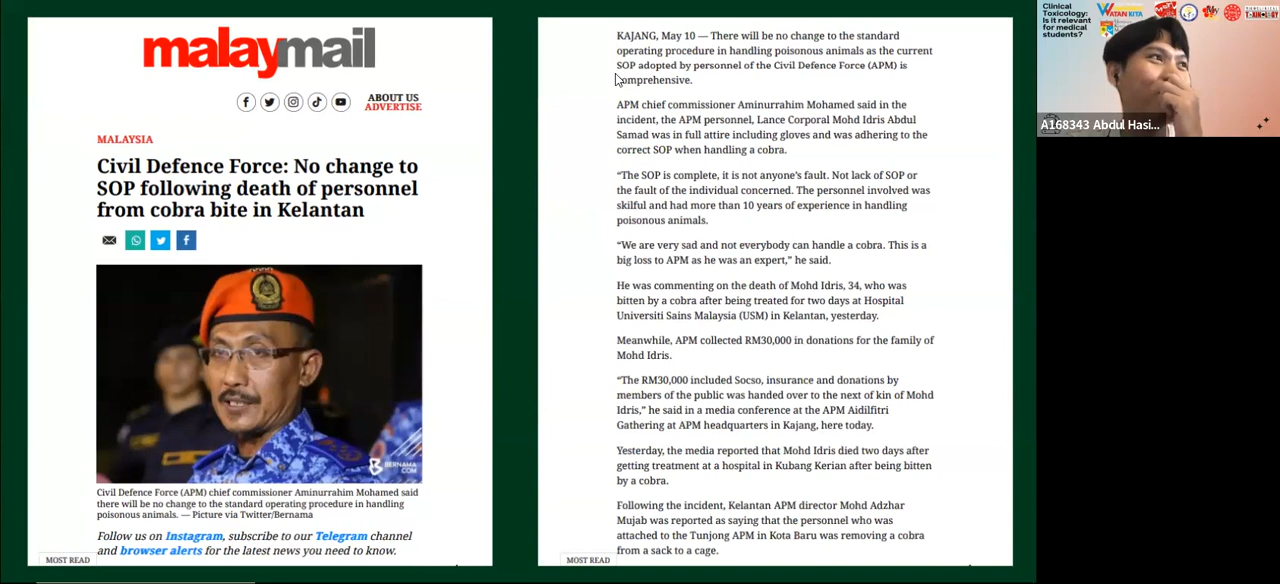 malaymail
ABOUT US
ADVERTISE
MALAYSIA
Civil Defence Force: No change to
SOP following death of personnel
from cobra bite in Kelantan
BERNAMA
COM
Civil Defence Force (APM) chief commissioner Aminurrahim Mohamed said
there will be no change to the standard operating procedure in handling
poisonous animals. — Picture via Twitter/Bernama
Follow us on Instagram, subscribe to our Telegram channel
and browser alerts for the latest news you need to know.
MOST READ
KAJANG, May 10 — There will be no change to the standard
operating procedure in handling poisonous animals as the current
SOP adopted by personnel of the Civil Defence Force (APM) is
comprehensive.
APM chief commissioner Aminurrahim Mohamed said in the
incident, the APM personnel, Lance Corporal Mohd Idris Abdul
Samad was in full attire including gloves and was adhering to the
correct SOP when handling a cobra.
“The SOP is complete, it is not anyone’s fault. Not lack of SOP or
the fault of the individual concerned. The personnel involved was
skilful and had more than 10 years of experience in handling
poisonous animals.
“We are very sad and not everybody can handle a cobra. This is a
big loss to APM as he was an expert,” he said.
He was commenting on the death of Mohd Idris, 34, who was
bitten by a cobra after being treated for two days at Hospital
Universiti Sains Malaysia (USM) in Kelantan, yesterday.
Meanwhile, APM collected RM30,000 in donations for the family of
Mohd Idris.
“The RM30,000 included Socso, insurance and donations by
members of the public was handed over to the next of kin of Mohd
Idris,” he said in a media conference at the APM Aidilfitri
Gathering at APM headquarters in Kajang, here today.
Yesterday, the media reported that Mohd Idris died two days after
getting treatment at a hospital in Kubang Kerian after being bitten
by a cobra.
Following the incident, Kelantan APM director Mohd Adzhar
Mujab was reported as saying that the personnel who was
attached to the Tunjong APM in Kota Baru was removing a cobra
from a sack to a cage.
MOST READ
Clinical
Toxicology:
Is it relevant
for medical
students?
WATAN KITA
A168343 Abdul Hasi...